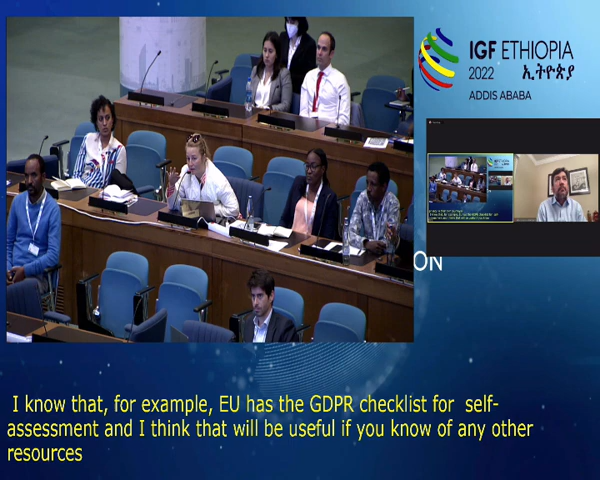 IGF ETHIOPIA
2022 ኢትዮጵያ
ADDIS ABABA
ON
I know that, for example, EU has the GDPR checklist for self-
assessment and I think that will be useful if you know of any other
resources